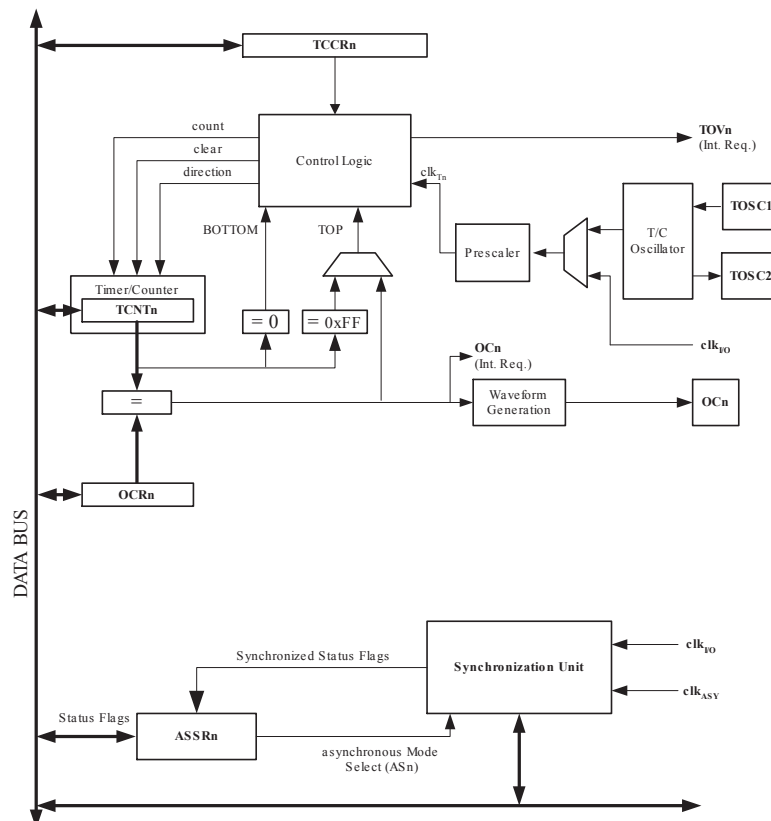 TCCRn
count
clear
direction
Control Logic
TOVn
(Int. Req.)
clkTn
BOTTOM
TOP
Prescaler
T/C
Oscillator
TOSC1
TOSC2
Timer/Counter
TCNTn
= 0
= 0xFF
clkI/O
OCn
(Int. Req.)
=
Waveform
Generation
OCn
OCRn
DATA BUS
Synchronized Status Flags
Synchronization Unit
clkI/O
clkASY
Status Flags
ASSRn
asynchronous Mode
Select (ASn)